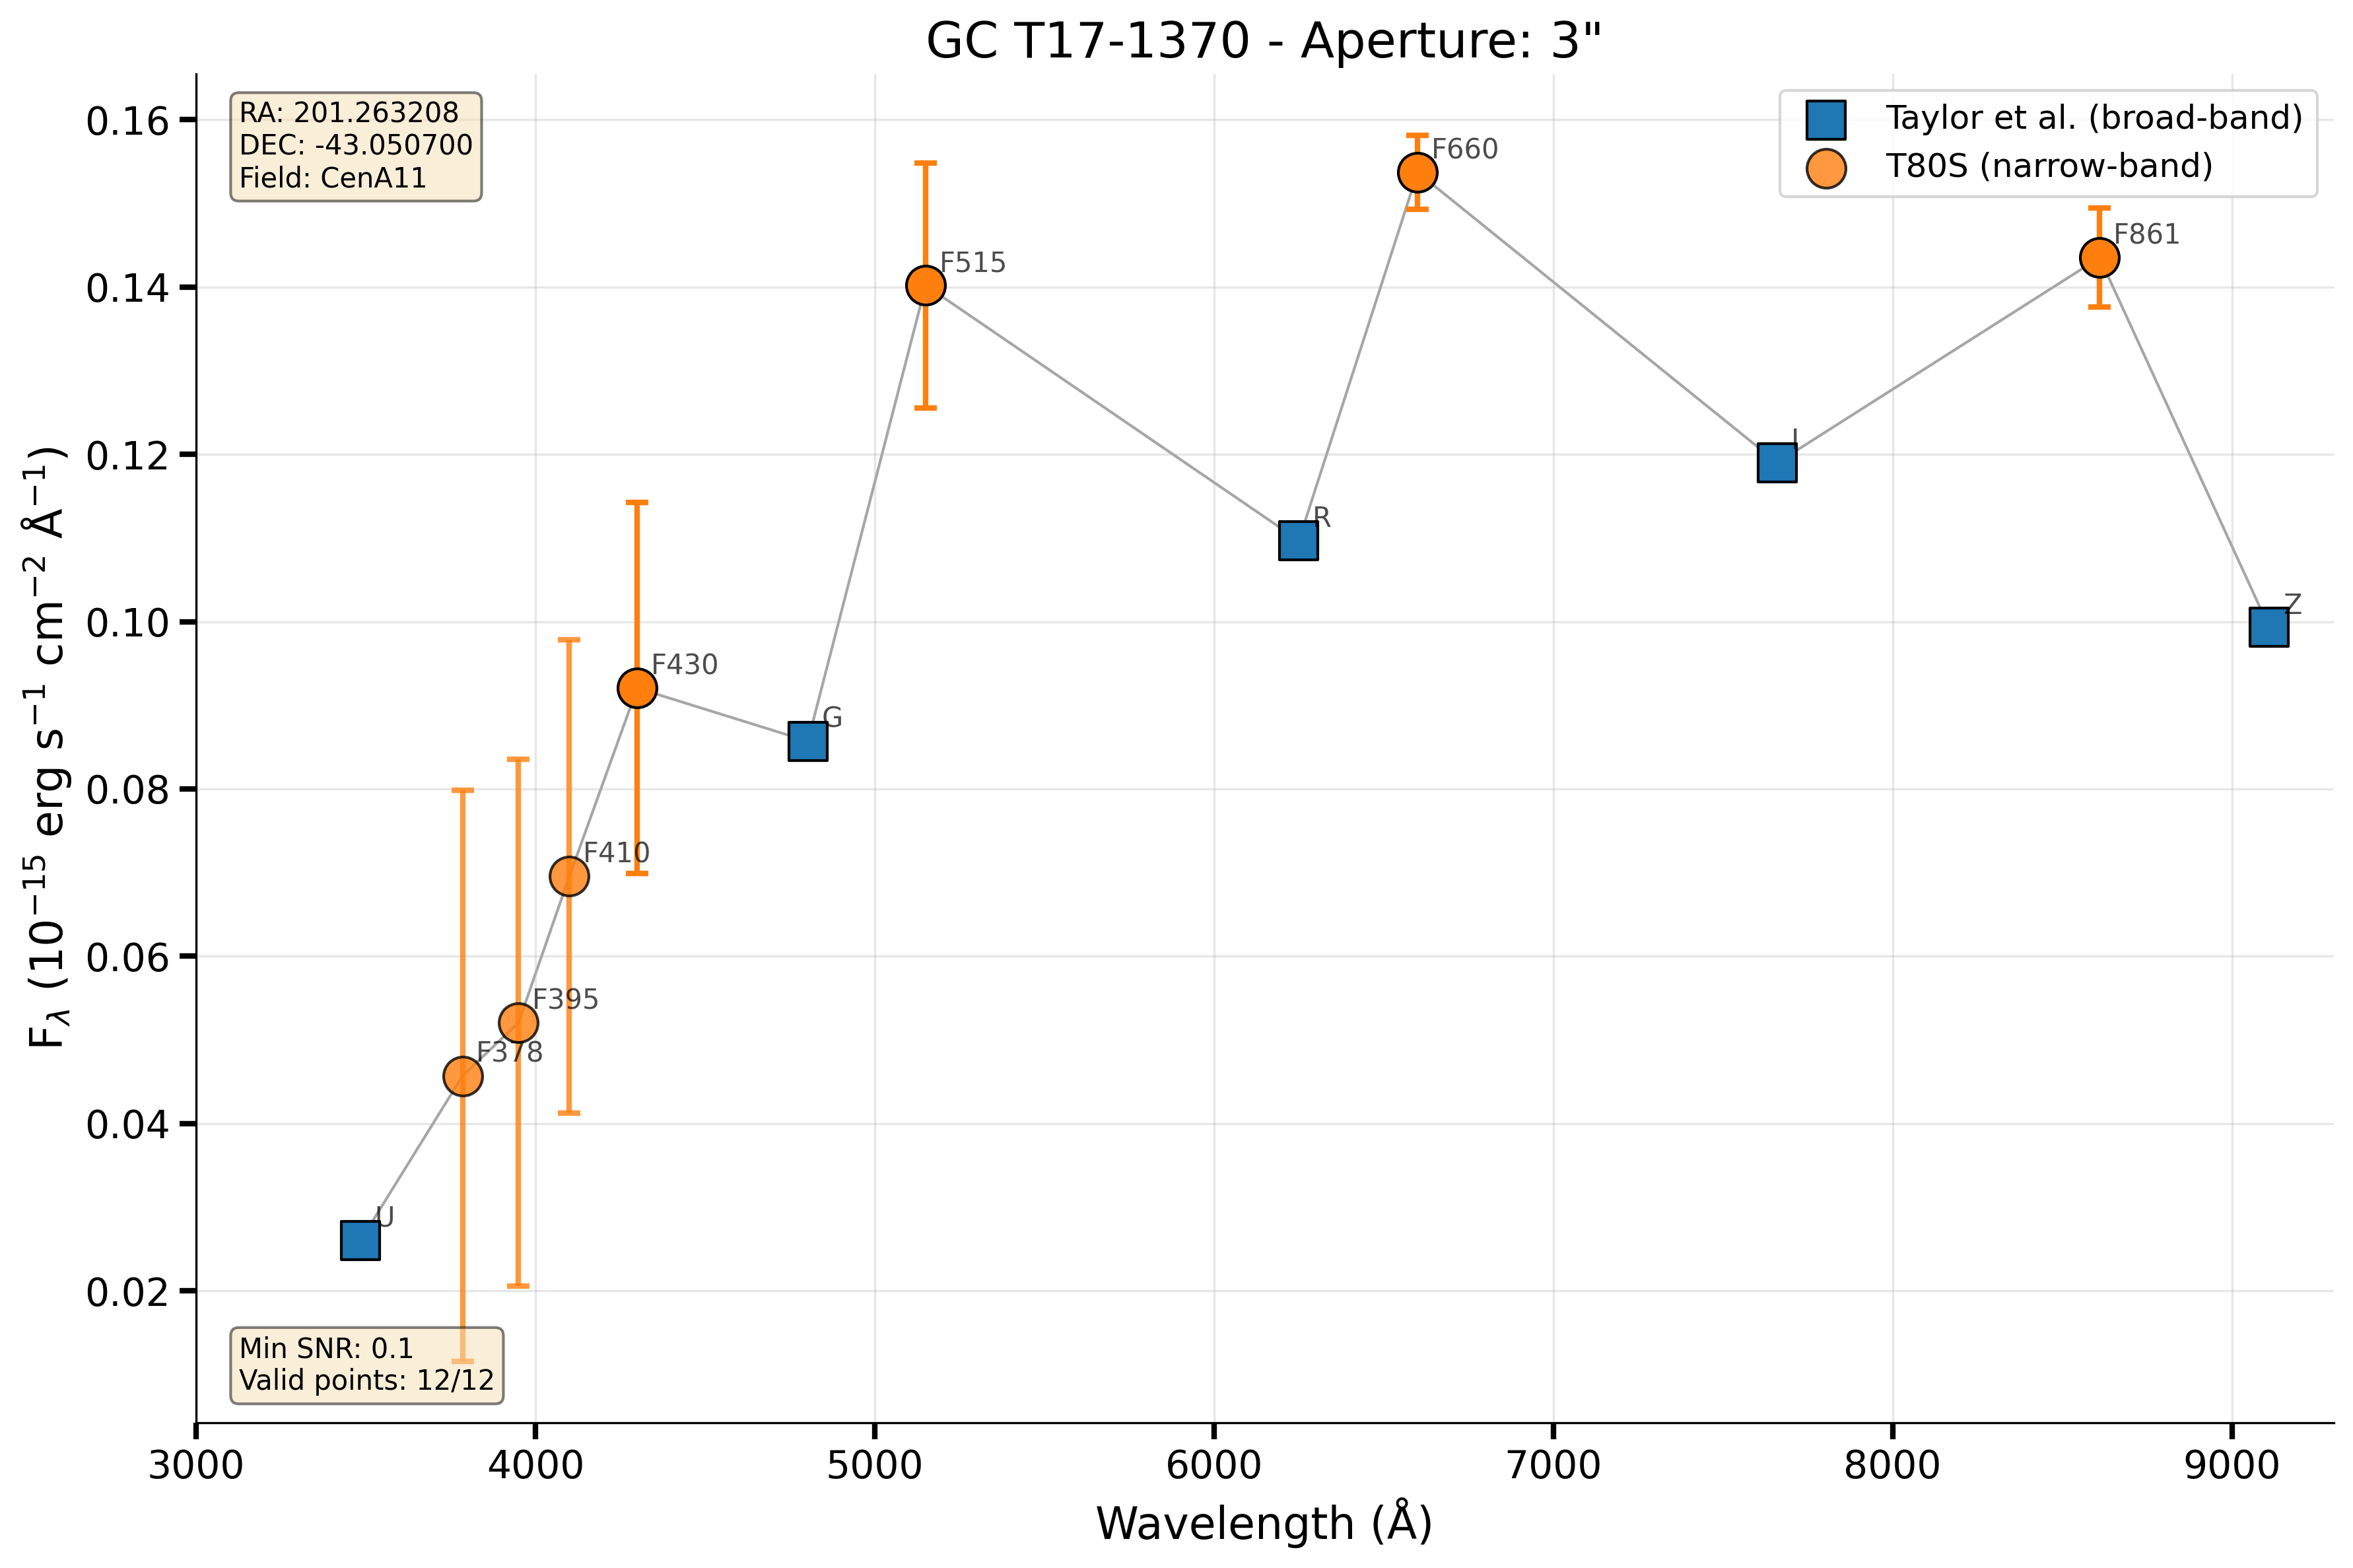 GC T17-1370 - Aperture: 3"
RA: 201.263208
DEC: -43.050700
Field: CenA11
Taylor et al. (broad-band)
T80S (narrow-band)
F660
F861
F515
I
R
Z
F430
G
F410
F395
F378
U
Min SNR: 0.1
Valid points: 12/12
0.16
0.14
0.12
0.10
0.08
0.06
0.04
0.02
3000 4000 5000 6000 7000 8000 9000
Wavelength (Å)
F_λ (10⁻¹⁵ erg s⁻¹ cm⁻² Å⁻¹)